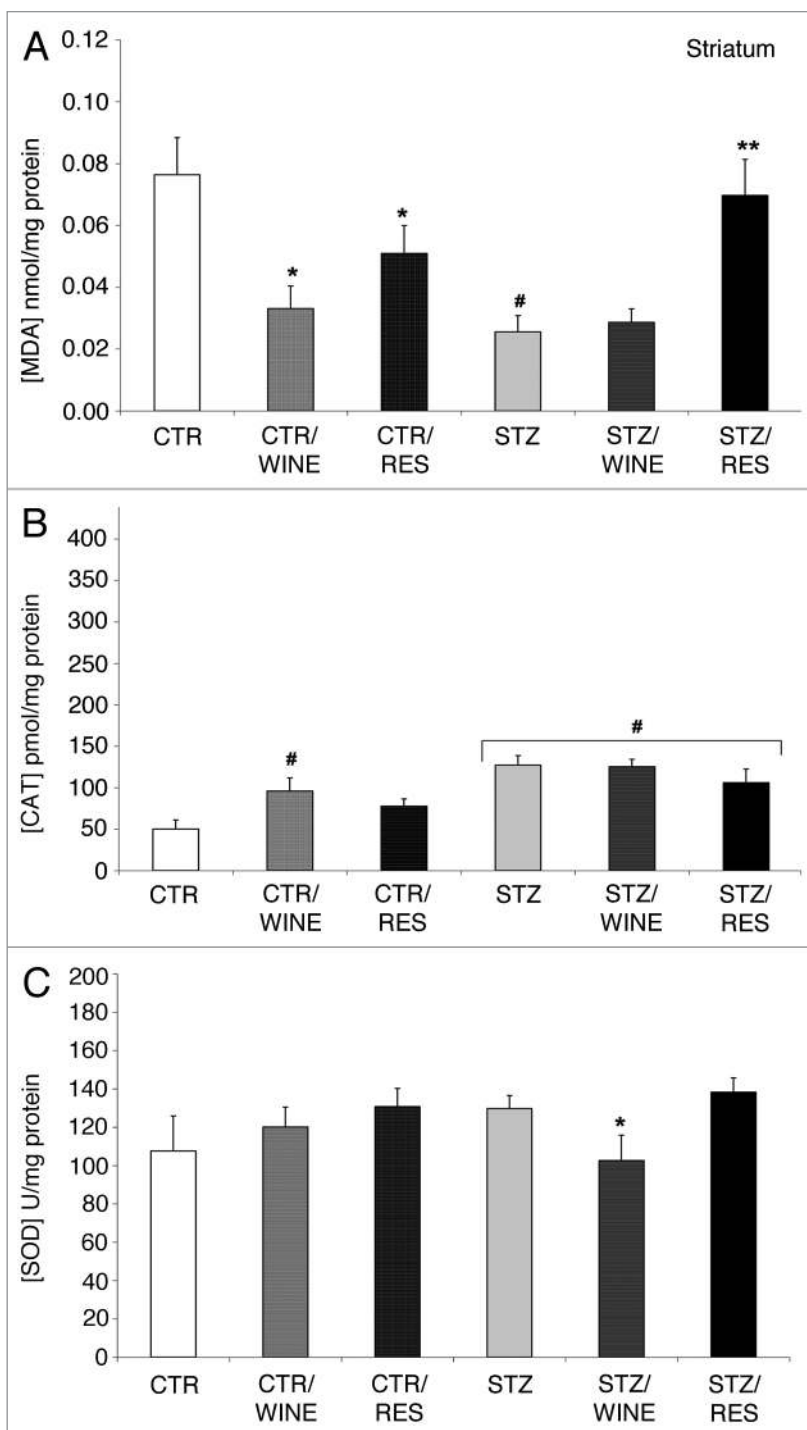 A
Striatum
[MDA] nmol/mg protein
0.12
0.10
0.08
0.06
0.04
0.02
0.00
*
*
#
**
CTR
CTR/
WINE
CTR/
RES
STZ
STZ/
WINE
STZ/
RES
B
[CAT] pmol/mg protein
400
350
300
250
200
150
100
50
0
#
#
CTR
CTR/
WINE
CTR/
RES
STZ
STZ/
WINE
STZ/
RES
C
[SOD] U/mg protein
200
180
160
140
120
100
80
60
40
20
0
*
CTR
CTR/
WINE
CTR/
RES
STZ
STZ/
WINE
STZ/
RES